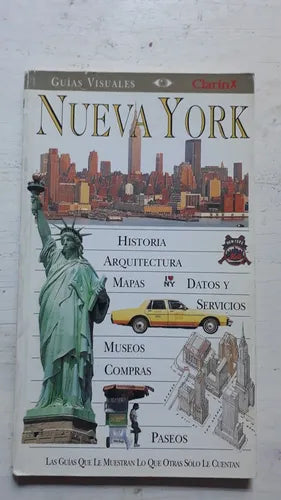 GUÍAS VISUALES
Clarín
NUEVA YORK
HISTORIA
ARQUITECTURA
MAPAS
I NY
DATOS Y
SERVICIOS
MUSEOS
COMPRAS
PASEOS
LAS GUÍAS QUE LE MUESTRAN LO QUE OTRAS SÓLO LE CUENTAN